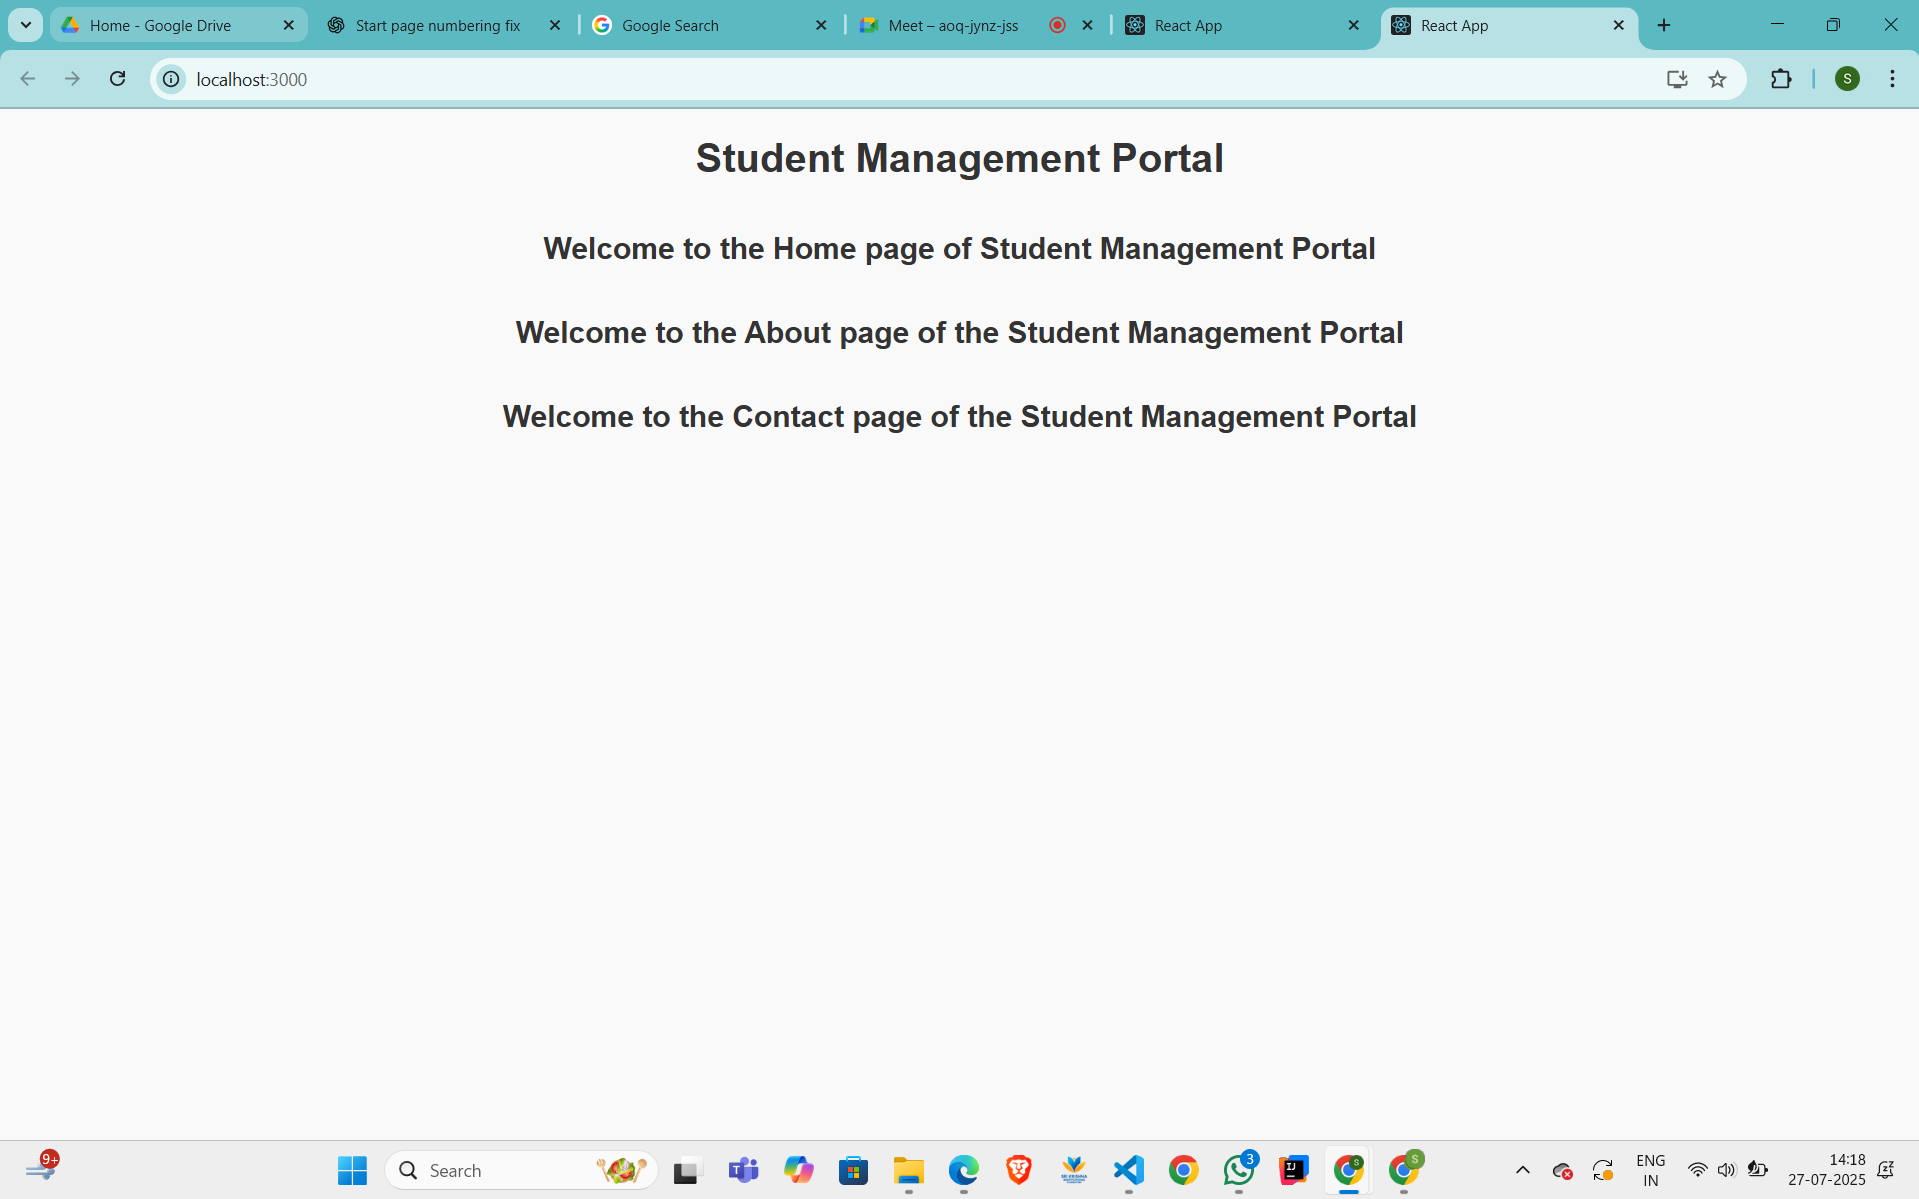 Home - Google Drive
Start page numbering fix
Google Search
Meet – aoq-jynz-jss
React App
React App
localhost:3000
S
Student Management Portal
Welcome to the Home page of Student Management Portal
Welcome to the About page of the Student Management Portal
Welcome to the Contact page of the Student Management Portal
9+
Search
T
3
IJ
S
S
ENG
IN
14:18
27-07-2025